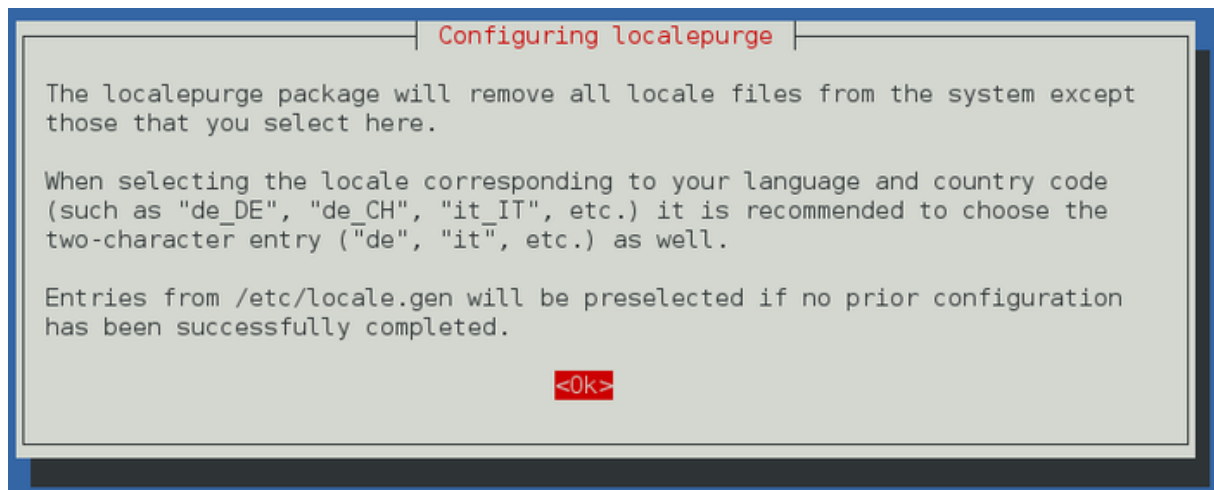 Configuring localepurge
The localepurge package will remove all locale files from the system except
those that you select here.
When selecting the locale corresponding to your language and country code
(such as "de_DE", "de_CH", "it_IT", etc.) it is recommended to choose the
two-character entry ("de", "it", etc.) as well.
Entries from /etc/locale.gen will be preselected if no prior configuration
has been successfully completed.
<Ok>